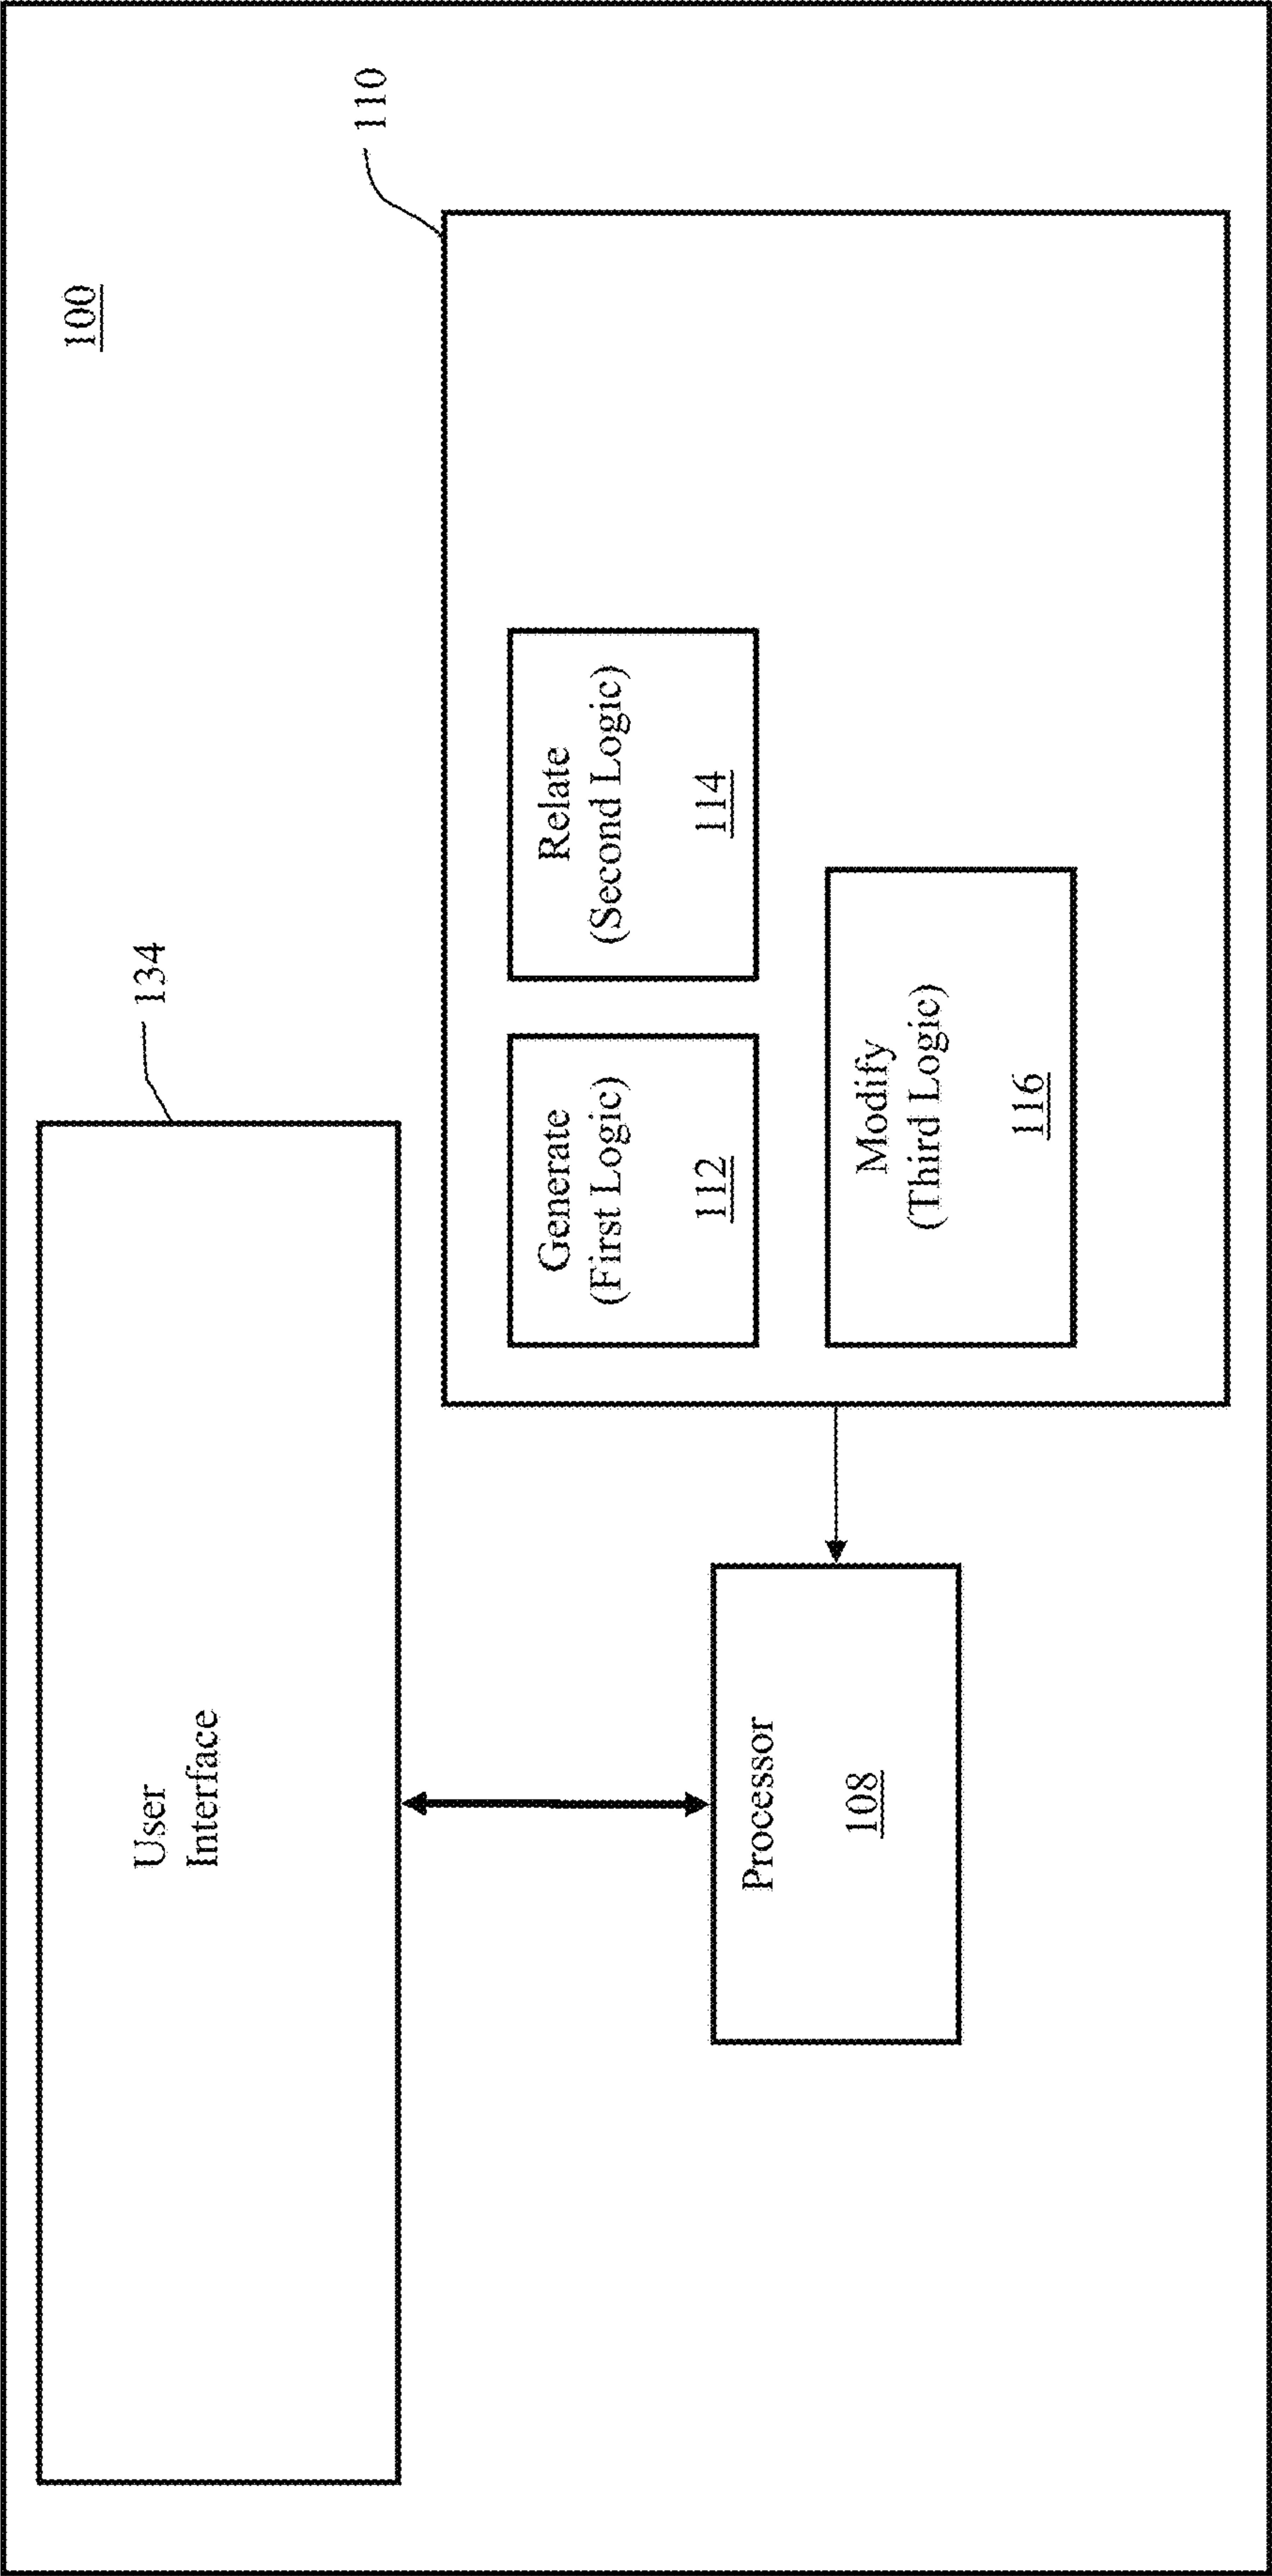 100
134
User
Interface
110
Processor
108
Generate
(First Logic)
112
Relate
(Second Logic)
114
Modify
(Third Logic)
116